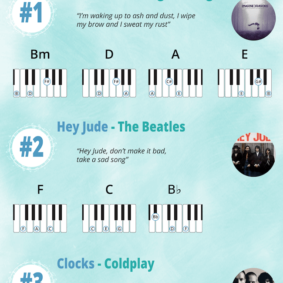 #1
"I'm waking up to ash and dust, I wipe
my brow and I sweat my rust"
Bm D A E
#2
Hey Jude - The Beatles
"Hey Jude, don't make it bad,
take a sad song"
HEY JUDE
F C B♭
F A C C E G B♭ D F
#3
Clocks - Coldplay